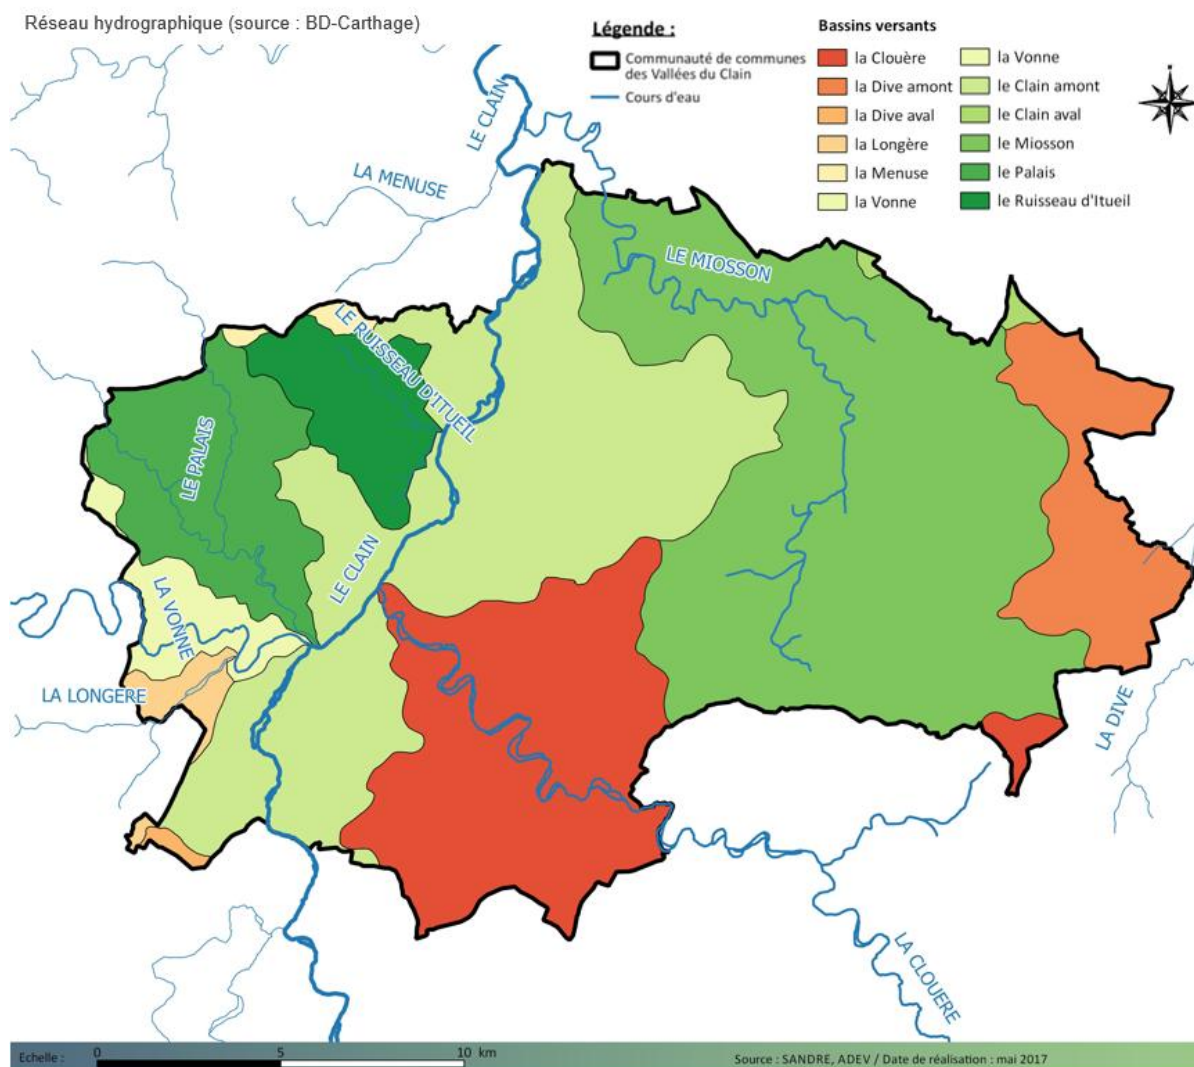 Réseau hydrographique (source : BD-Carthage)
Légende :
Communauté de communes
des Vallées du Clain
Cours d'eau
Bassins versants
la Clouère
la Dive amont
la Dive aval
la Longère
la Menuse
la Vonne
la Vonne
le Clain amont
le Clain aval
le Miosson
le Palais
le Ruisseau d'Itueil
LE CLAIN
LA MENUSE
LE MIOSSON
LE RUISSEAU D'ITUEIL
LE PALAIS
LE CLAIN
LA VONNE
LA LONGERE
LA DIVE
LA CLOUERE
Echelle :
0 5 10 km
Source : SANDRE, ADEV / Date de réalisation : mai 2017